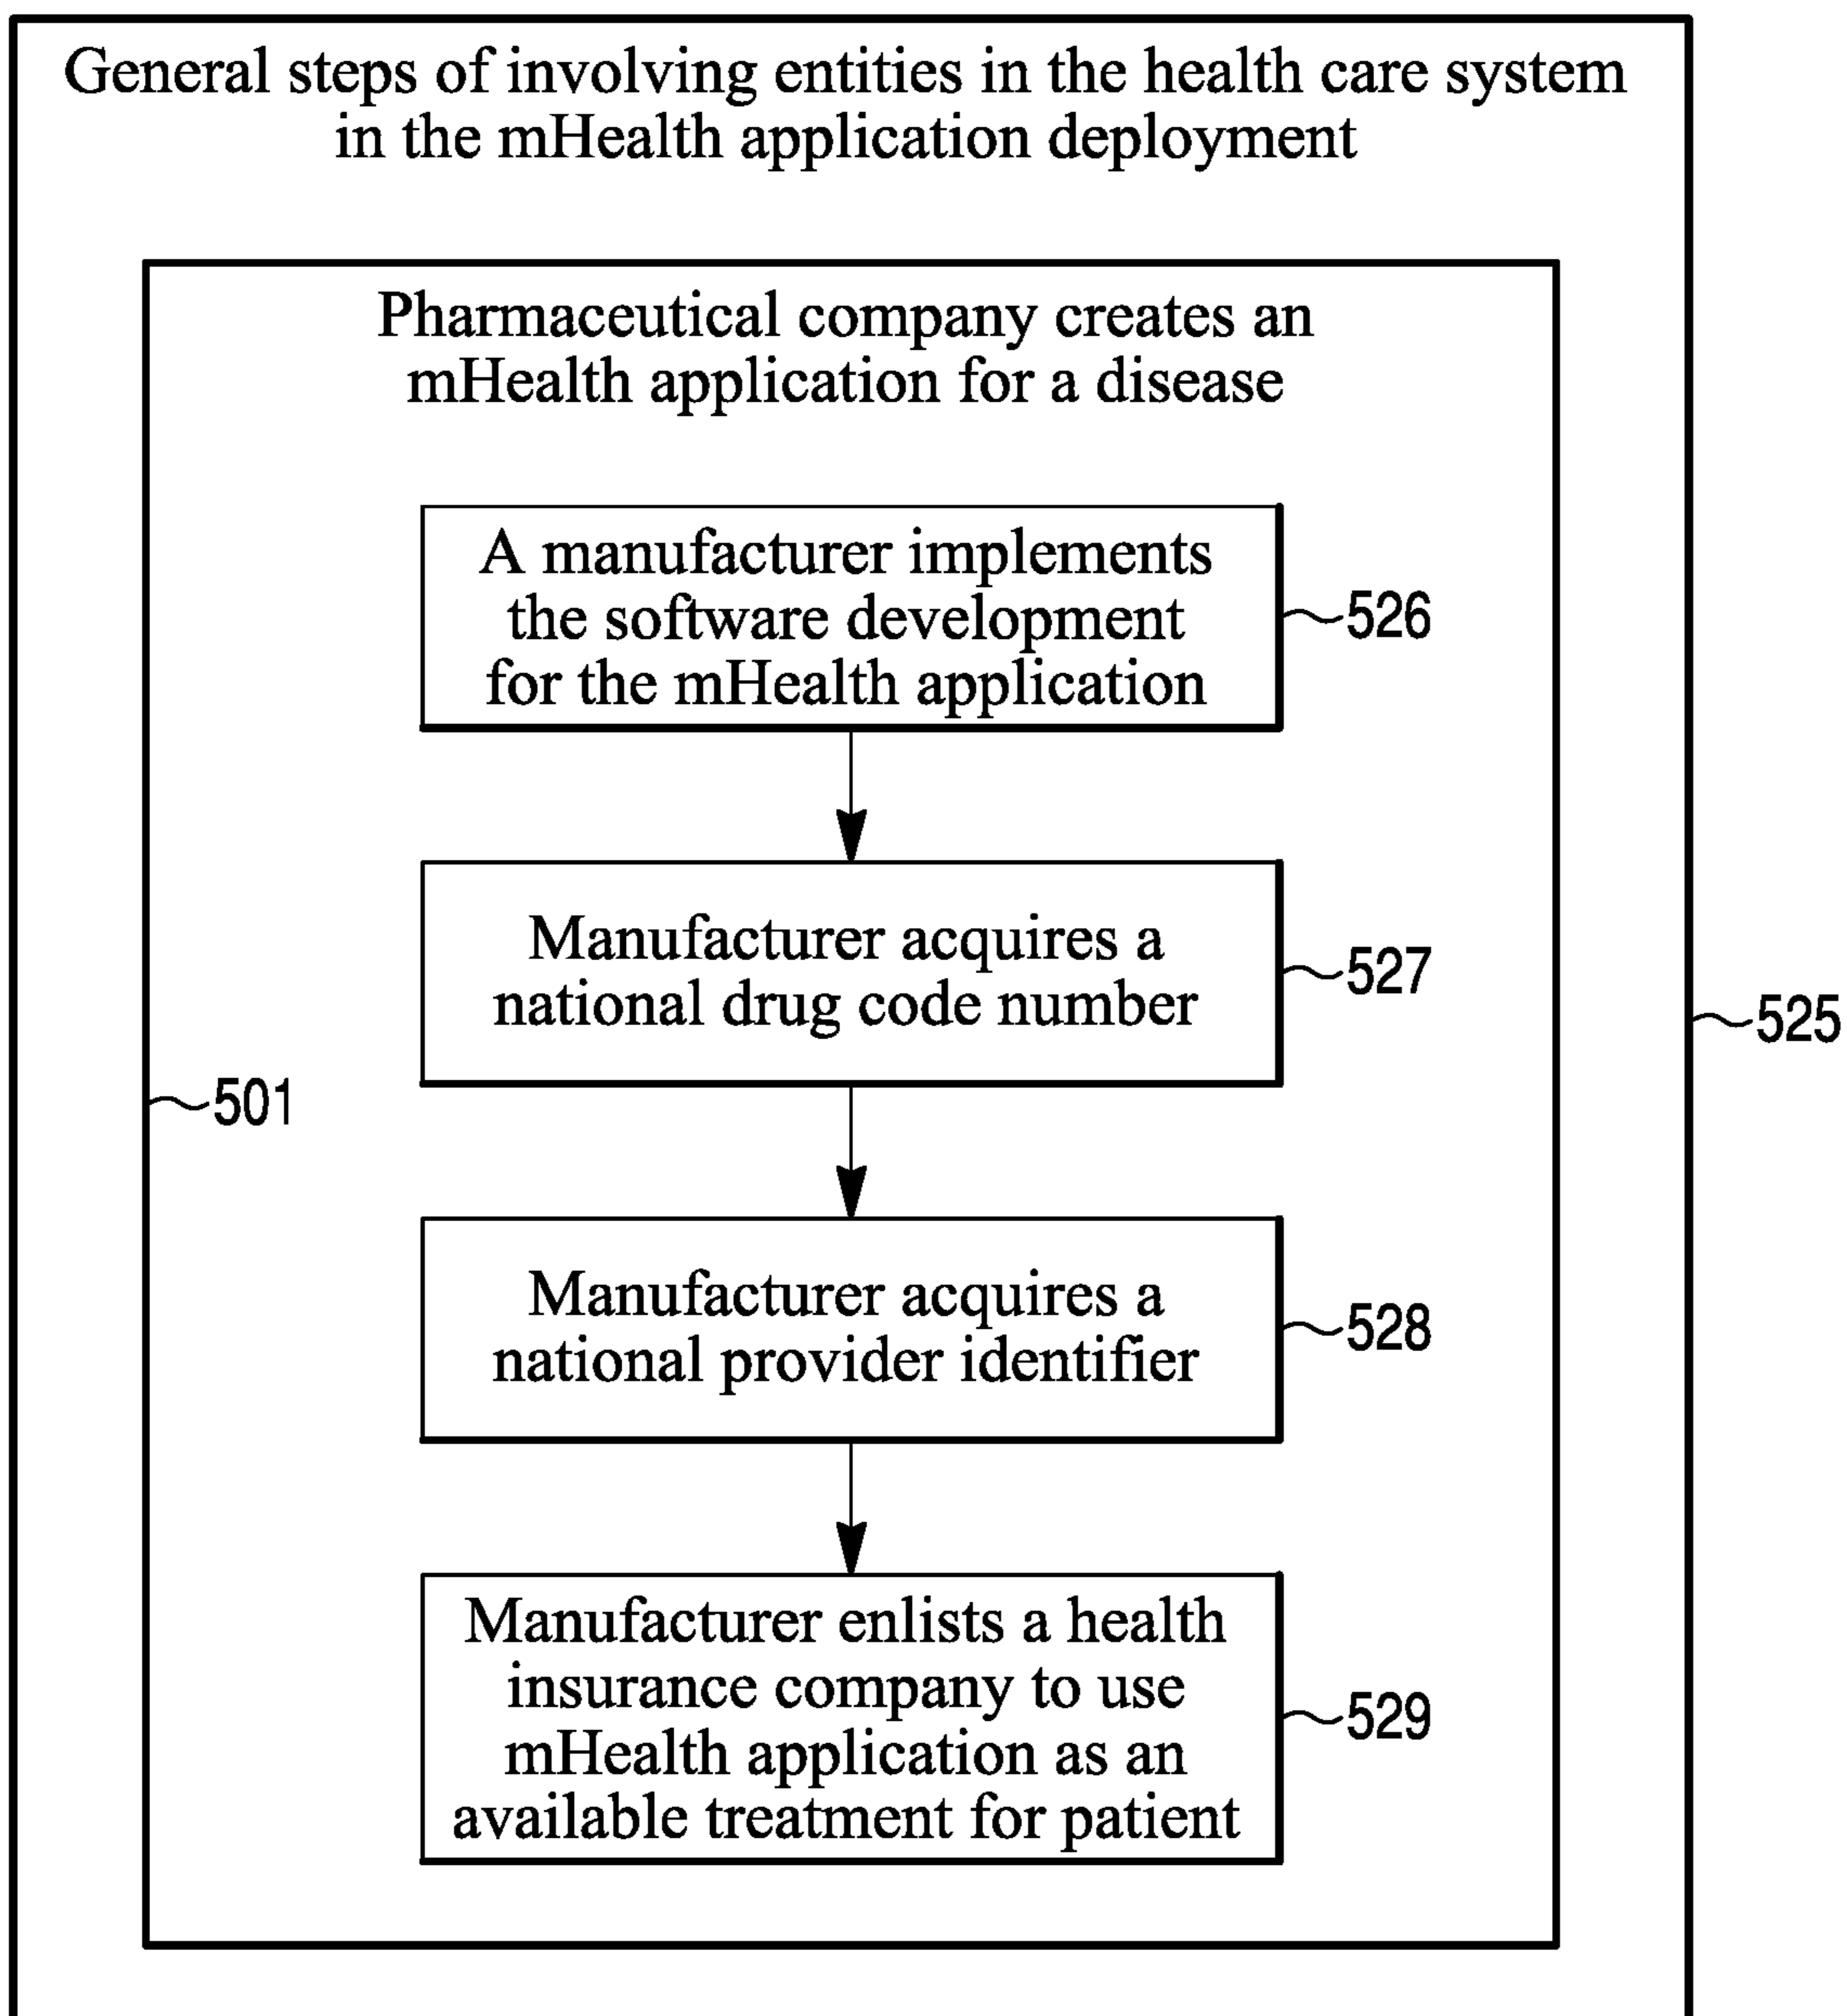 General steps of involving entities in the health care system
in the mHealth application deployment
Pharmaceutical company creates an
mHealth application for a disease
A manufacturer implements
the software development
for the mHealth application
526
Manufacturer acquires a
national drug code number
527
525
501
Manufacturer acquires a
national provider identifier
528
Manufacturer enlists a health
insurance company to use
mHealth application as an
available treatment for patient
529